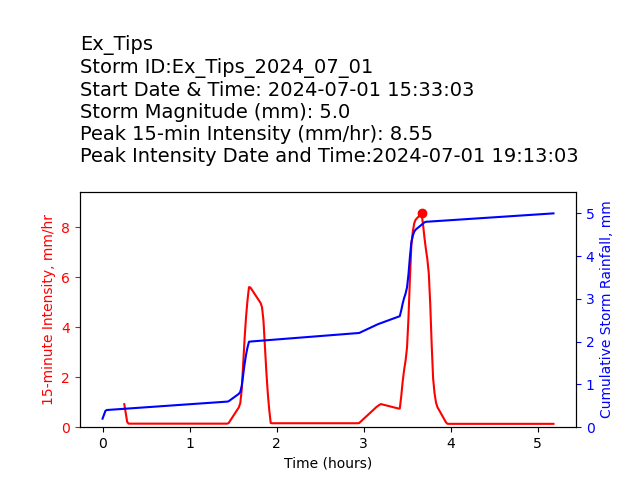 Ex_Tips
Storm ID:Ex_Tips_2024_07_01
Start Date & Time: 2024-07-01 15:33:03
Storm Magnitude (mm): 5.0
Peak 15-min Intensity (mm/hr): 8.55
Peak Intensity Date and Time:2024-07-01 19:13:03
15-minute Intensity, mm/hr
8
6
4
2
0
Cumulative Storm Rainfall, mm
5
4
3
2
1
0
0 1 2 3 4 5
Time (hours)